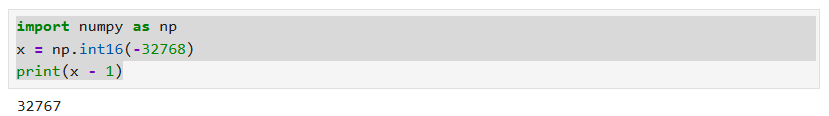 import numpy as np
x = np.int16(-32768)
print(x - 1)
32767